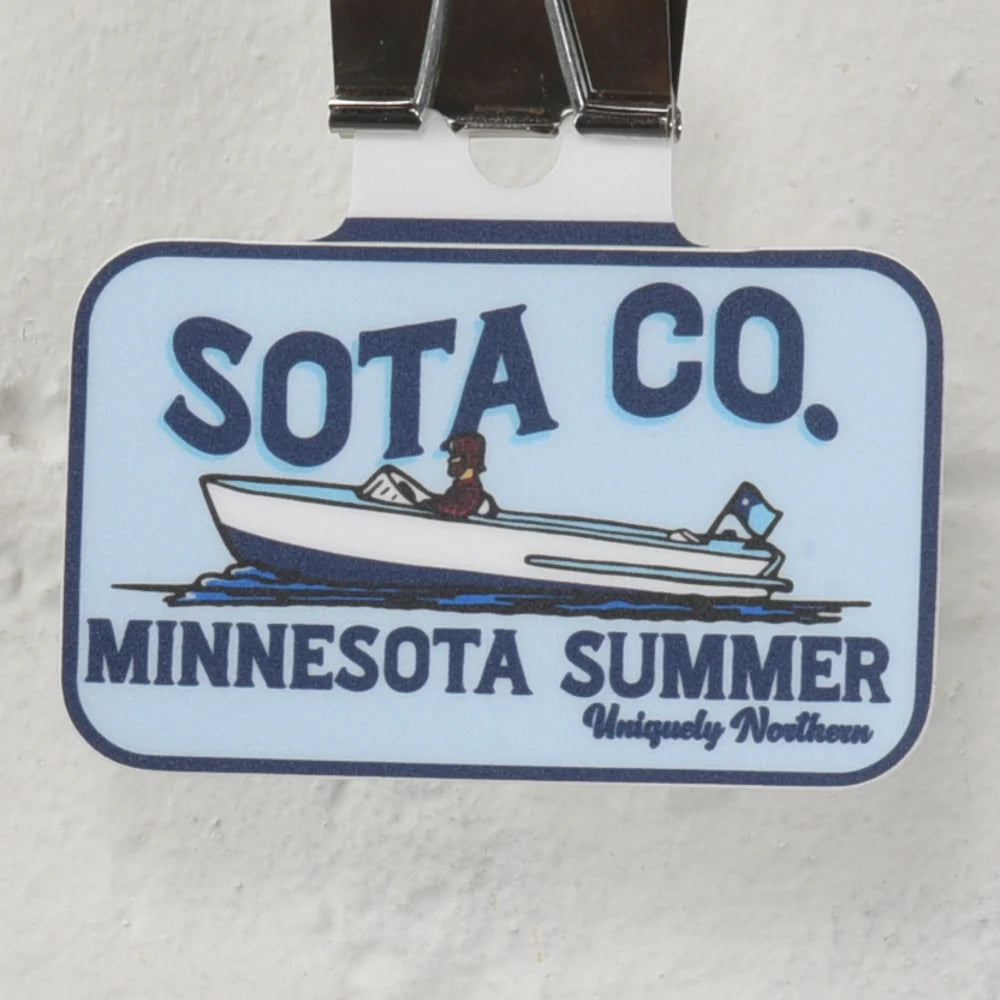 SOTA CO.
MINNESOTA SUMMER
Uniquely Northern